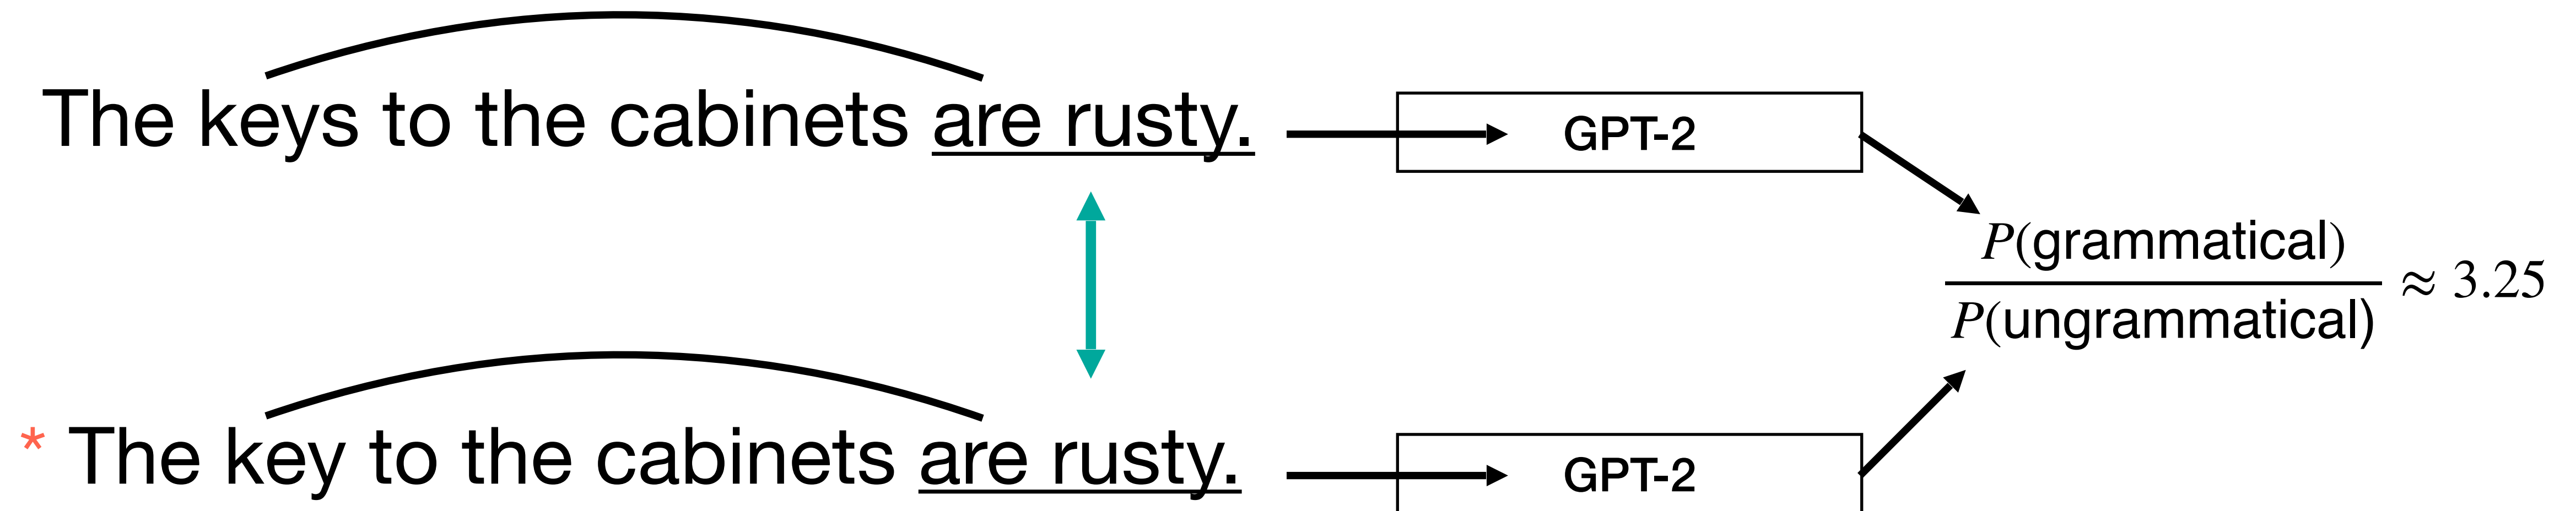 The keys to the cabinets are rusty.
GPT-2
P(grammatical)
P(ungrammatical)
≈ 3.25
* The key to the cabinets are rusty.
GPT-2